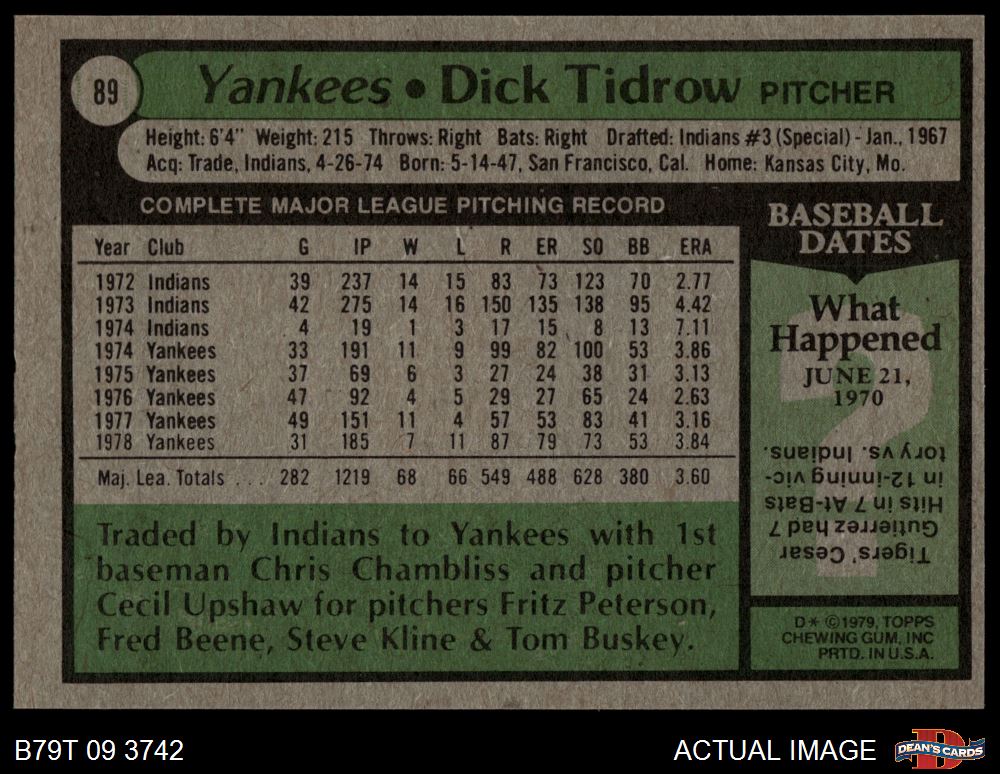 89
Yankees • Dick Tidrow PITCHER
Height: 6'4" Weight: 215 Throws: Right Bats: Right Drafted: Indians #3 (Special) - Jan., 1967
Acq: Trade, Indians, 4-26-74 Born: 5-14-47, San Francisco, Cal. Home: Kansas City, Mo.
COMPLETE MAJOR LEAGUE PITCHING RECORD
Year Club G IP W L R ER SO BB ERA
1972 Indians 39 237 14 15 83 73 123 70 2.77
1973 Indians 42 275 14 16 150 135 138 95 4.42
1974 Indians 4 19 1 3 17 15 8 13 7.11
1974 Yankees 33 191 11 9 99 82 100 53 3.86
1975 Yankees 37 69 6 3 27 24 38 31 3.13
1976 Yankees 47 92 4 5 29 27 65 24 2.63
1977 Yankees 49 151 11 4 57 53 83 41 3.16
1978 Yankees 31 185 7 11 87 79 73 53 3.84
Maj. Lea. Totals . . . 282 1219 68 66 549 488 628 380 3.60
Traded by Indians to Yankees with 1st
baseman Chris Chambliss and pitcher
Cecil Upshaw for pitchers Fritz Peterson,
Fred Beene, Steve Kline & Tom Buskey.
BASEBALL
DATES
What
Happened
JUNE 21,
1970
?
Tigers' Cesar
Gutierrez had 7
Hits in 7 At-Bats
in 12-inning vic-
tory vs. Indians.
D* ©1979, TOPPS
CHEWING GUM, INC
PRTD. IN U.S.A.
B79T 09 3742
ACTUAL IMAGE
D
DEAN'S CARDS